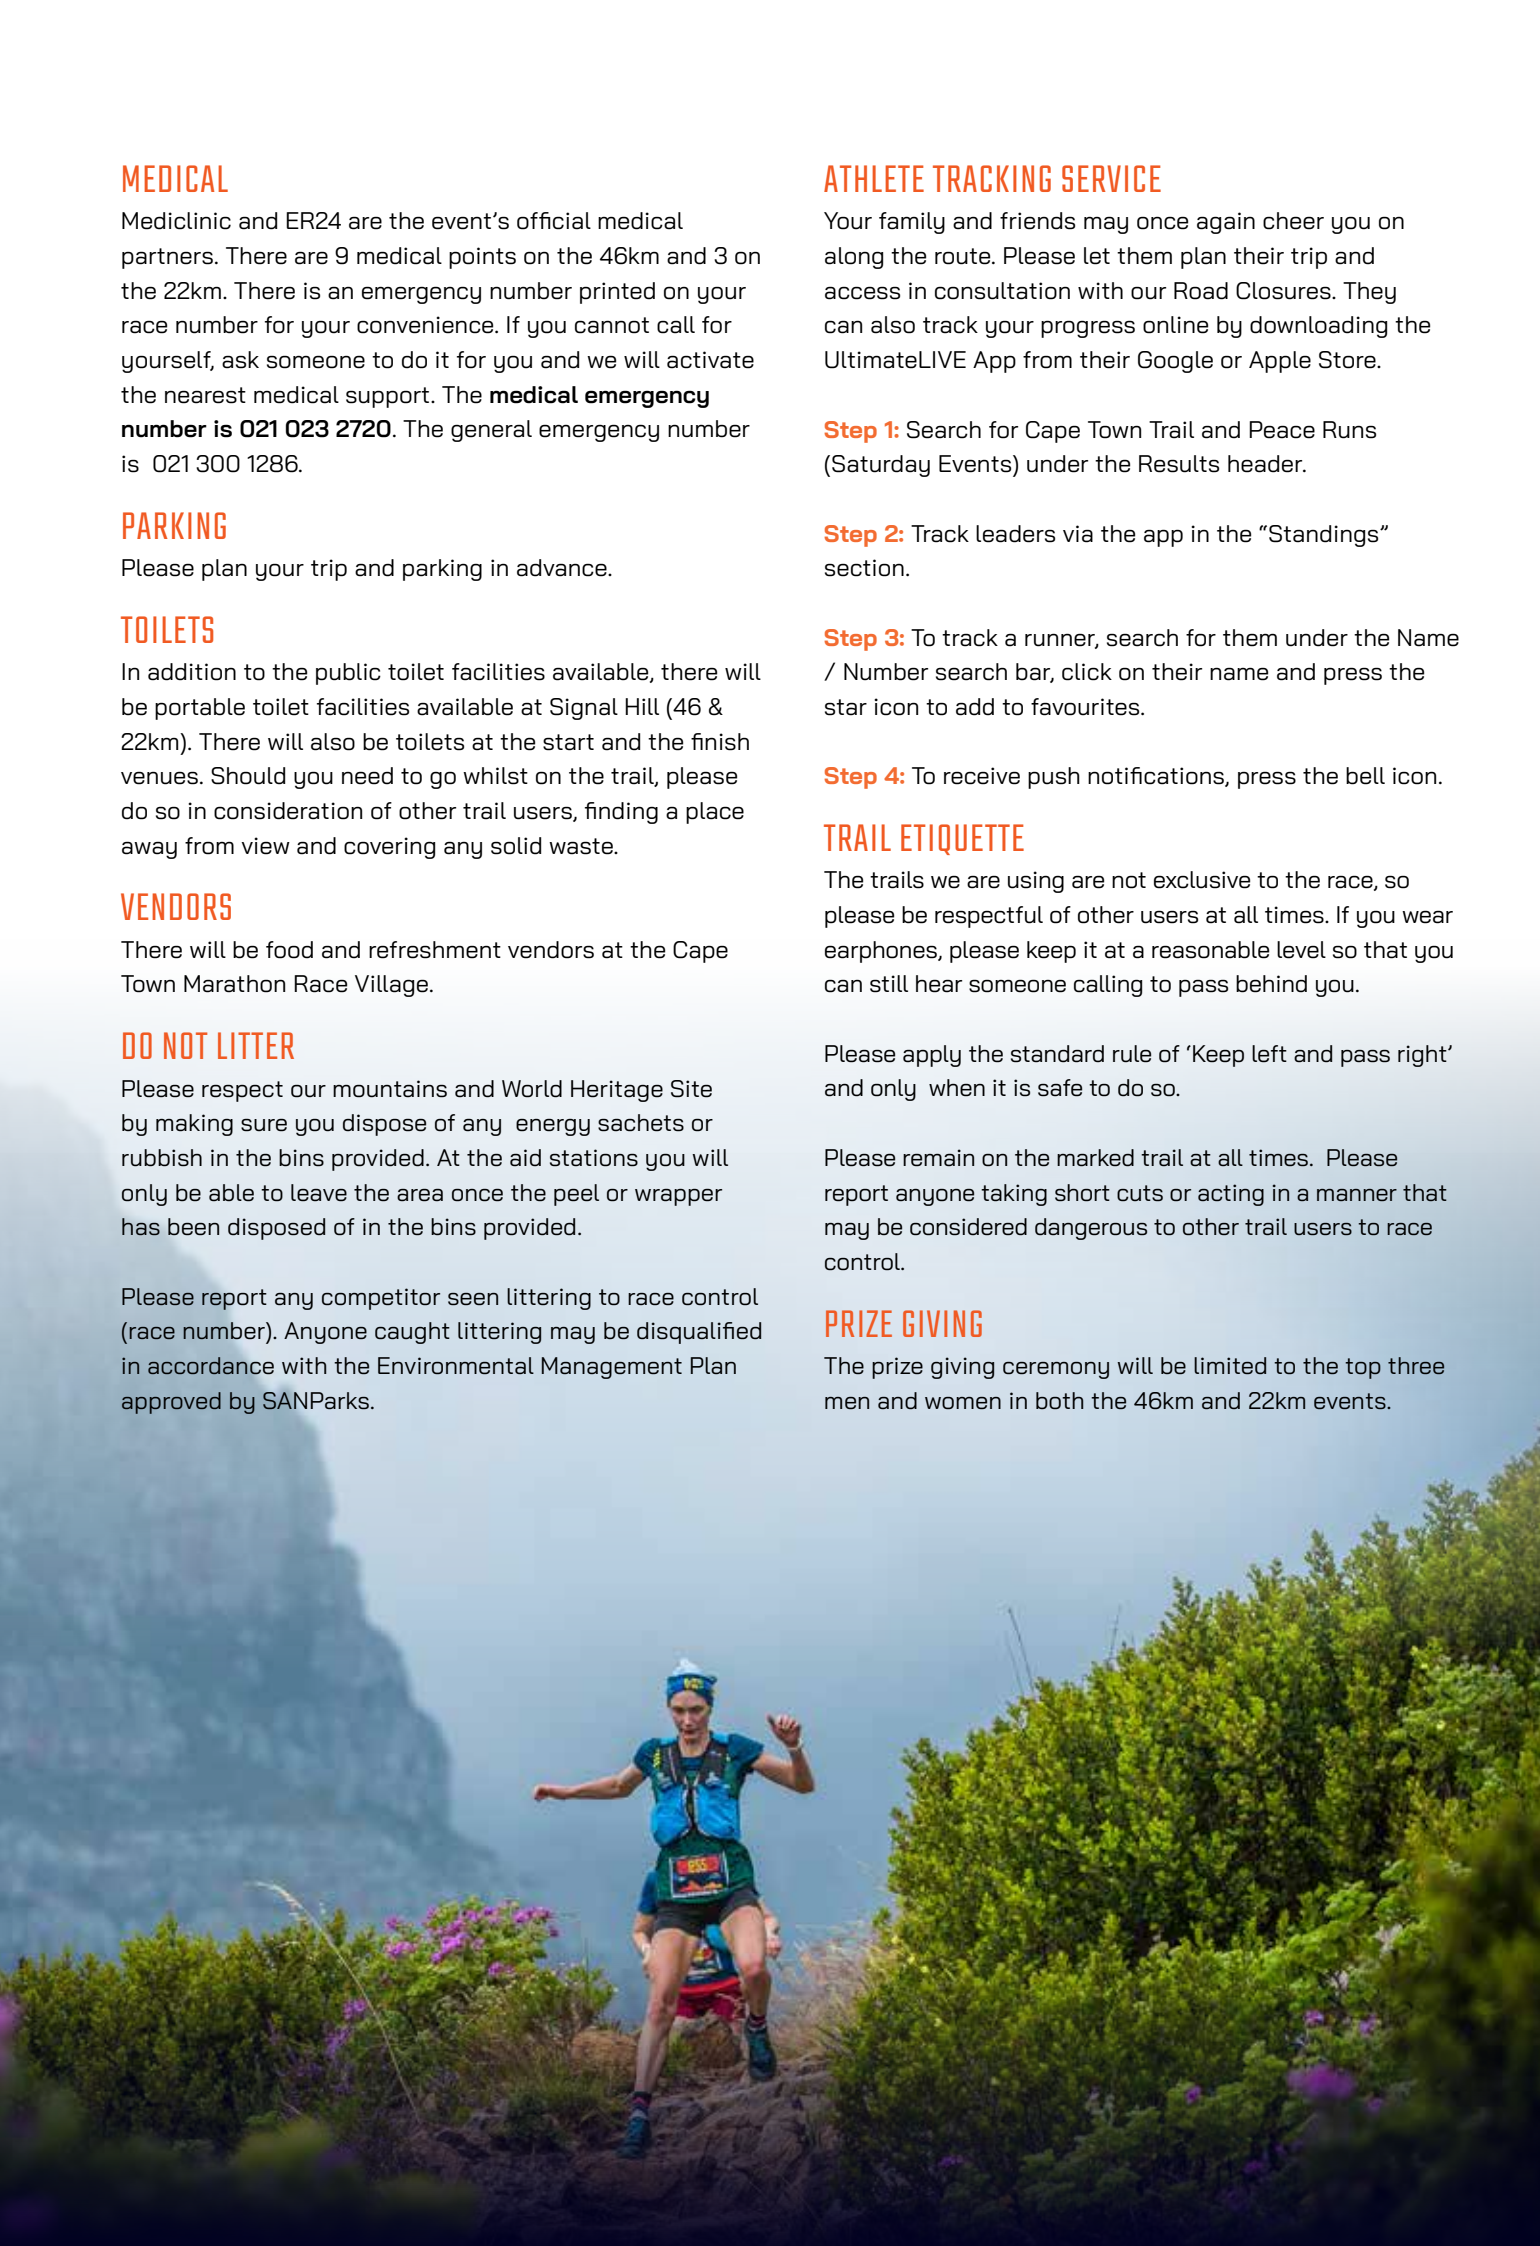 MEDICAL
Mediclinic and ER24 are the event’s official medical
partners. There are 9 medical points on the 46km and 3 on
the 22km. There is an emergency number printed on your
race number for your convenience. If you cannot call for
yourself, ask someone to do it for you and we will activate
the nearest medical support. The medical emergency
number is 021 023 2720. The general emergency number
is  021 300 1286.
PARKING
Please plan your trip and parking in advance.
TOILETS
In addition to the public toilet facilities available, there will
be portable toilet facilities available at Signal Hill (46 &
22km). There will also be toilets at the start and the finish
venues. Should you need to go whilst on the trail, please
do so in consideration of other trail users, finding a place
away from view and covering any solid waste.
VENDORS
There will be food and refreshment vendors at the Cape
Town Marathon Race Village.
DO NOT LITTER
Please respect our mountains and World Heritage Site
by making sure you dispose of any  energy sachets or
rubbish in the bins provided. At the aid stations you will
only be able to leave the area once the peel or wrapper
has been disposed of in the bins provided.
Please report any competitor seen littering to race control
(race number). Anyone caught littering may be disqualified
in accordance with the Environmental Management Plan
approved by SANParks.
ATHLETE TRACKING SERVICE
Your family and friends may once again cheer you on
along the route. Please let them plan their trip and
access in consultation with our Road Closures. They
can also track your progress online by downloading the
UltimateLIVE App from their Google or Apple Store.
Step 1: Search for Cape Town Trail and Peace Runs
(Saturday Events) under the Results header.
Step 2: Track leaders via the app in the “Standings”
section.
Step 3: To track a runner, search for them under the Name
/ Number search bar, click on their name and press the
star icon to add to favourites.
Step 4: To receive push notifications, press the bell icon.
TRAIL ETIQUETTE
The trails we are using are not exclusive to the race, so
please be respectful of other users at all times. If you wear
earphones, please keep it at a reasonable level so that you
can still hear someone calling to pass behind you.
Please apply the standard rule of ‘Keep left and pass right’
and only  when it is safe to do so.
Please remain on the marked trail at all times.  Please
report anyone taking short cuts or acting in a manner that
may be considered dangerous to other trail users to race
control.
PRIZE GIVING
The prize giving ceremony will be limited to the top three
men and women in both the 46km and 22km events.